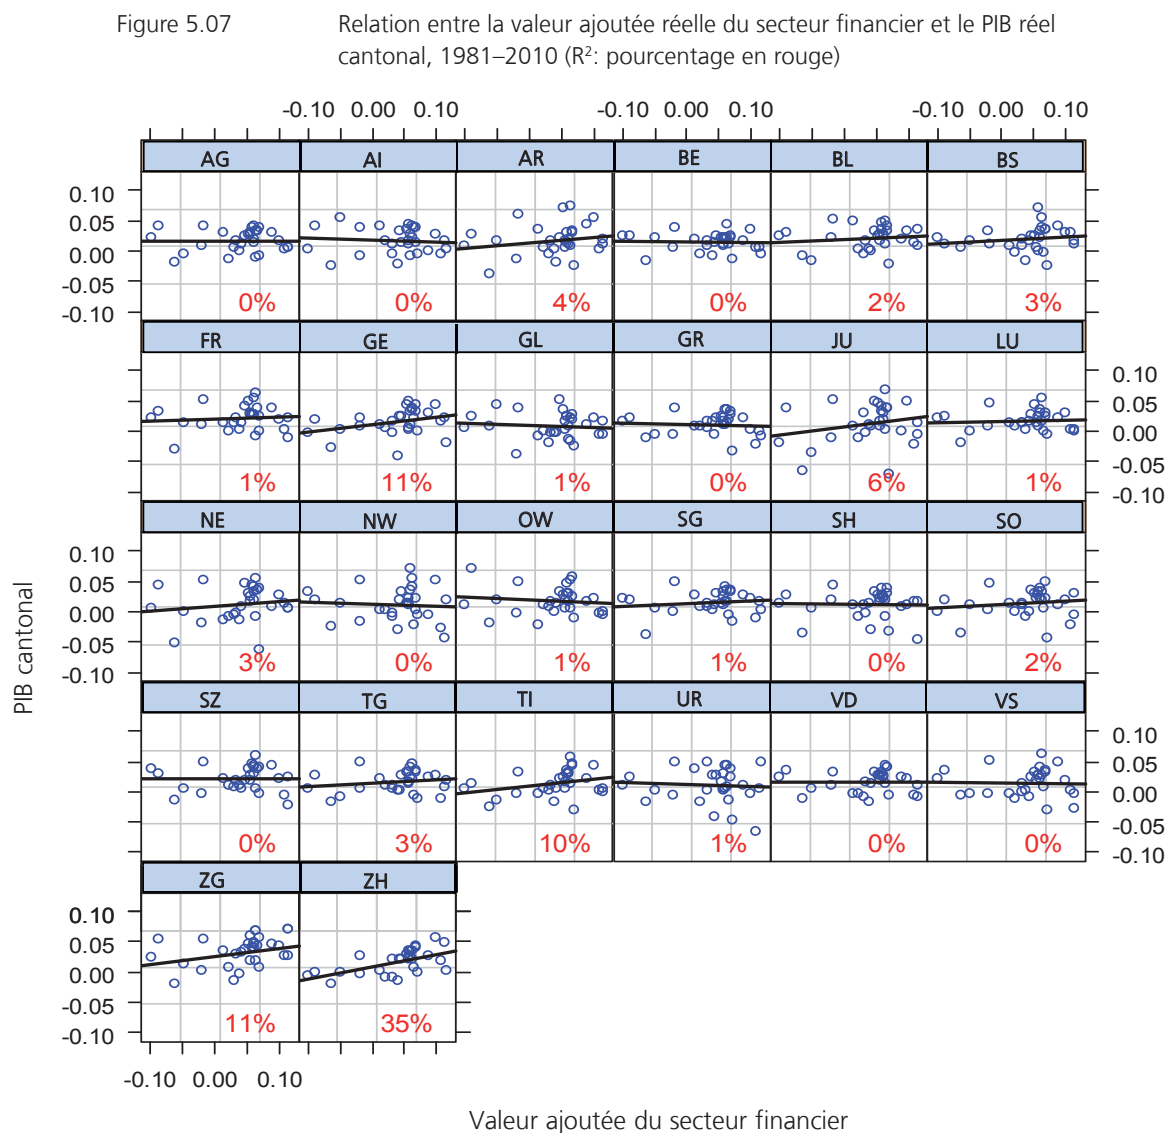 Figure 5.07 Relation entre la valeur ajoutée réelle du secteur financier et le PIB réel
cantonal, 1981–2010 (R²: pourcentage en rouge)
-0.10 0.00 0.10 -0.10 0.00 0.10 -0.10 0.00 0.10
AG AI AR BE BL BS
0.10
0.05
0.00
-0.05
-0.10
0% 0% 4% 0% 2% 3%
FR GE GL GR JU LU
0.10
0.05
0.00
-0.05
-0.10
1% 11% 1% 0% 6% 1%
NE NW OW SG SH SO
0.10
0.05
0.00
-0.05
-0.10
3% 0% 1% 1% 0% 2%
SZ TG TI UR VD VS
0.10
0.05
0.00
-0.05
-0.10
0% 3% 10% 1% 0% 0%
ZG ZH
0.10
0.05
0.00
-0.05
-0.10
11% 35%
-0.10 0.00 0.10
PIB cantonal
Valeur ajoutée du secteur financier